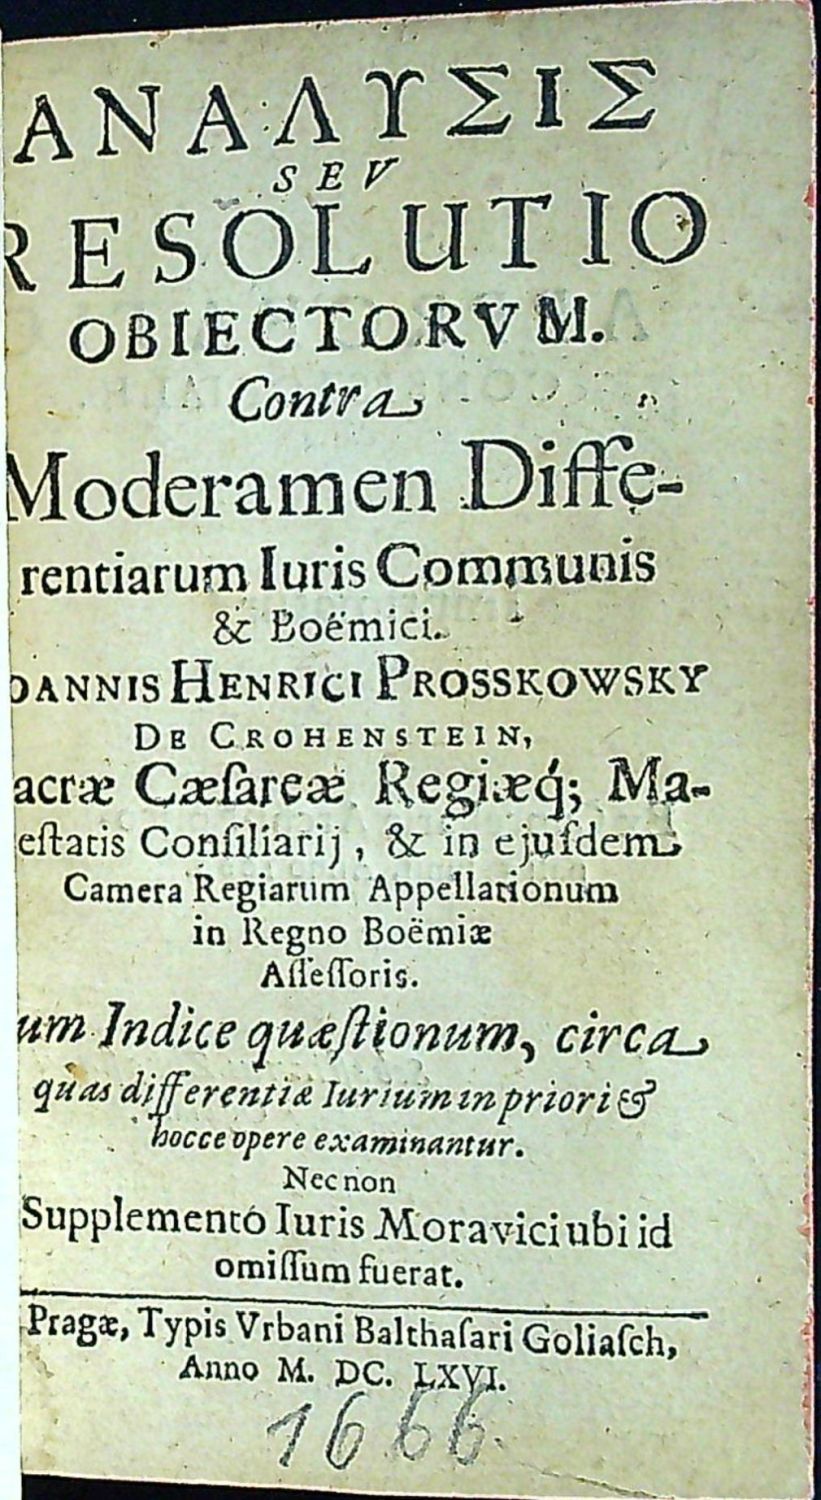 ΑΝΑΛΥΣΙΣ
SEV
RESOLUTIO
OBIECTORVM.
Contra
Moderamen Diffe-
rentiarum Iuris Communis
& Boëmici.
OANNIS HENRICI PROSSKOWSKY
DE CROHENSTEIN,
acræ Cæſareæ Regiæq́; Ma-
eſtatis Conſiliarij, & in ejuſdem
Camera Regiarum Appellationum
in Regno Boëmiæ
Aſſeſſoris.
um Indice quæſtionum, circa
quas differentiæ Iurium in priori &
hocce opere examinantur.
Nec non
Supplementó Iuris Moravici ubi id
omiſſum fuerat.
Pragæ, Typis Vrbani Balthaſari Goliaſch,
Anno M. DC. LXVI.
1666